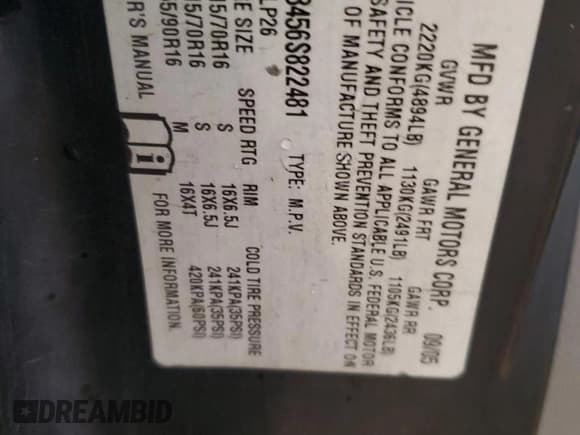 MFD BY GENERAL MOTORS CORP. 09/05
GVWR GAWR FRT GAWR RR
2220KG(4894LB) 1130KG(2491LB) 1105KG(2436LB)
CONFORMS TO ALL APPLICABLE U.S. FEDERAL MOTOR
SAFETY AND THEFT PREVENTION STANDARDS IN EFFECT ON
OF MANUFACTURE SHOWN ABOVE.
456S822481 TYPE: M.P.V.
LP26
SIZE SPEED RTG RIM COLD TIRE PRESSURE
5/70R16 S 16X6.5J 241KPA(35PSI)
5/70R16 S 16X6.5J 241KPA(35PSI)
5/90R16 M 16X4T 420KPA(60PSI)
MANUAL FOR MORE INFORMATION.
DREAMBID